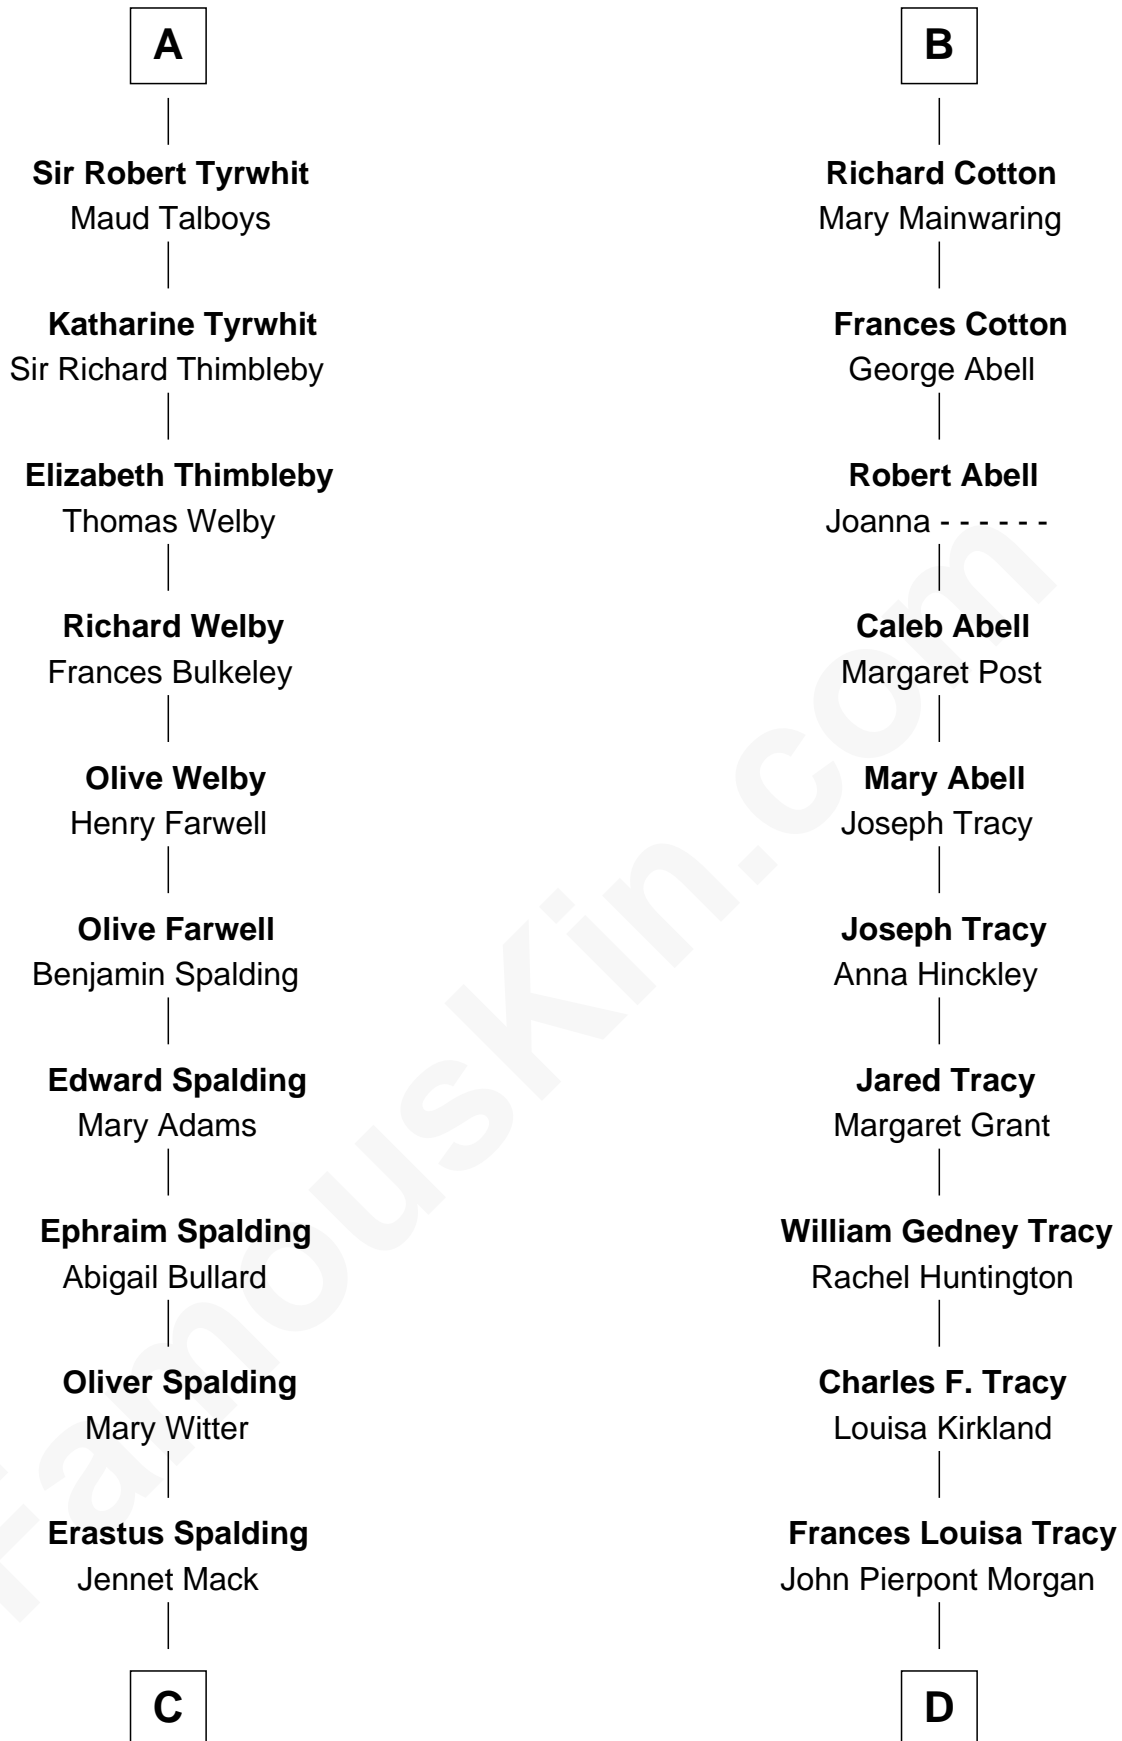 A
Sir Robert Tyrwhit
Maud Talboys
Katharine Tyrwhit
Sir Richard Thimbleby
Elizabeth Thimbleby
Thomas Welby
Richard Welby
Frances Bulkeley
Olive Welby
Henry Farwell
Olive Farwell
Benjamin Spalding
Edward Spalding
Mary Adams
Ephraim Spalding
Abigail Bullard
Oliver Spalding
Mary Witter
Erastus Spalding
Jennet Mack
C
B
Richard Cotton
Mary Mainwaring
Frances Cotton
George Abell
Robert Abell
Joanna - - - - - -
Caleb Abell
Margaret Post
Mary Abell
Joseph Tracy
Joseph Tracy
Anna Hinckley
Jared Tracy
Margaret Grant
William Gedney Tracy
Rachel Huntington
Charles F. Tracy
Louisa Kirkland
Frances Louisa Tracy
John Pierpont Morgan
D
FamousKin.com